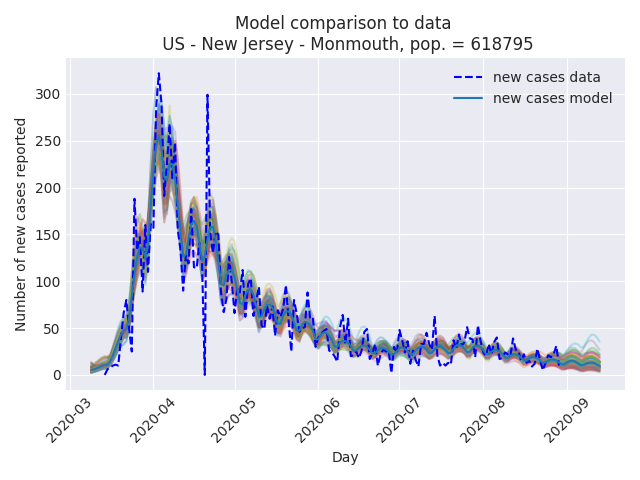 Model comparison to data
US - New Jersey - Monmouth, pop. = 618795
new cases data
new cases model
Number of new cases reported
300
250
200
150
100
50
0
2020-03
2020-04
2020-05
2020-06
2020-07
2020-08
2020-09
Day